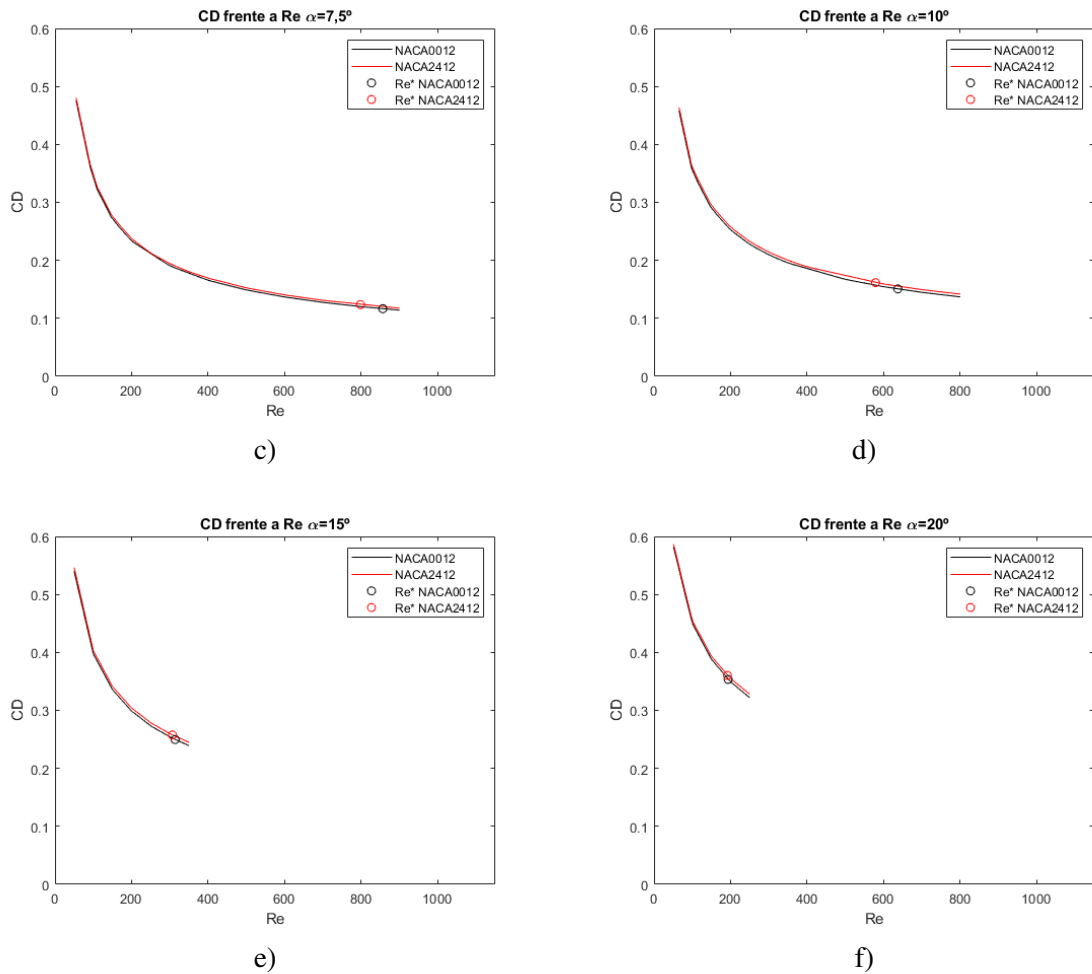 CD frente a Re α=7,5º
0.6
0.5
0.4
0.3
0.2
0.1
0
CD
0
200
400
600
800
1000
Re
NACA0012
NACA2412
Re* NACA0012
Re* NACA2412
c)
CD frente a Re α=10º
0.6
0.5
0.4
0.3
0.2
0.1
0
CD
0
200
400
600
800
1000
Re
NACA0012
NACA2412
Re* NACA0012
Re* NACA2412
d)
CD frente a Re α=15º
0.6
0.5
0.4
0.3
0.2
0.1
0
CD
0
200
400
600
800
1000
Re
NACA0012
NACA2412
Re* NACA0012
Re* NACA2412
e)
CD frente a Re α=20º
0.6
0.5
0.4
0.3
0.2
0.1
0
CD
0
200
400
600
800
1000
Re
NACA0012
NACA2412
Re* NACA0012
Re* NACA2412
f)